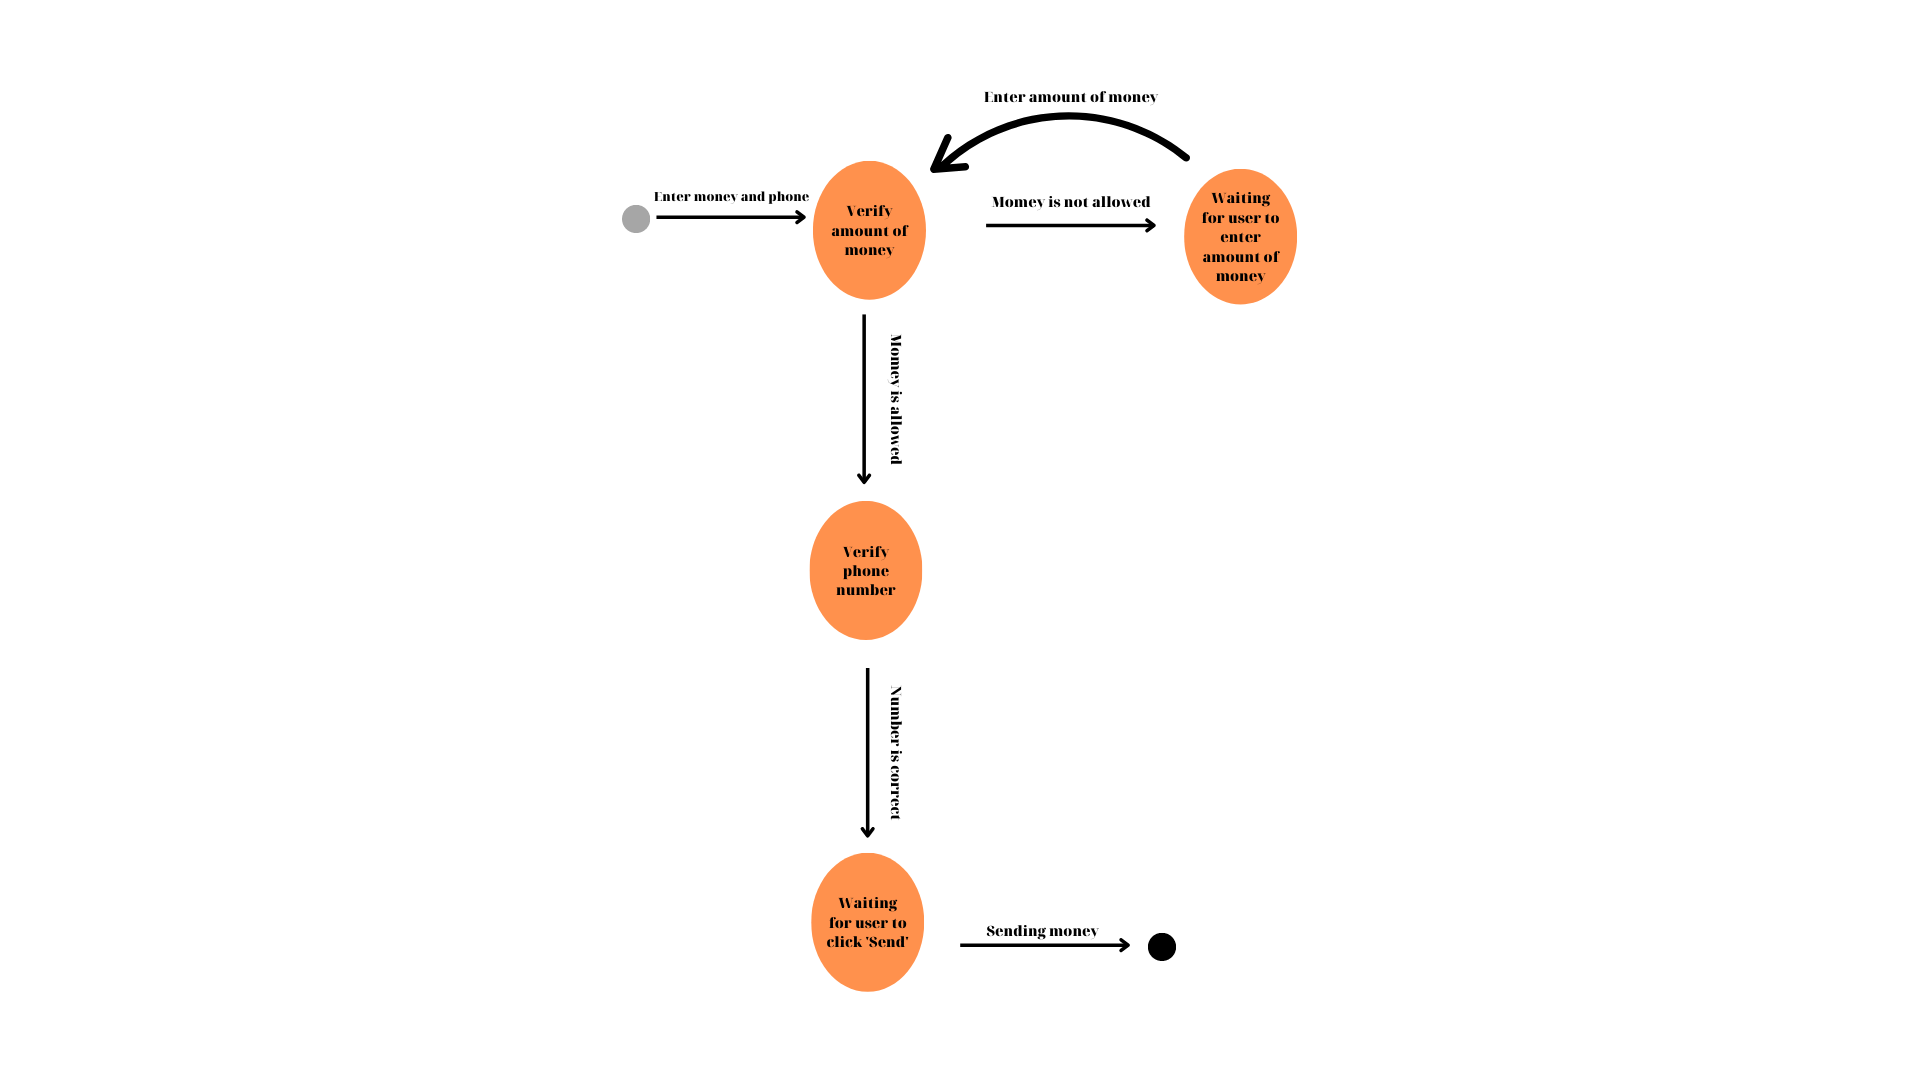 Enter amount of money
Enter money and phone
Verify
amount of
money
Momey is not allowed
Waiting
for user to
enter
amount of
money
Momey is allowed
Verify
phone
number
Number is correct
Waiting
for user to
click 'Send'
Sending money